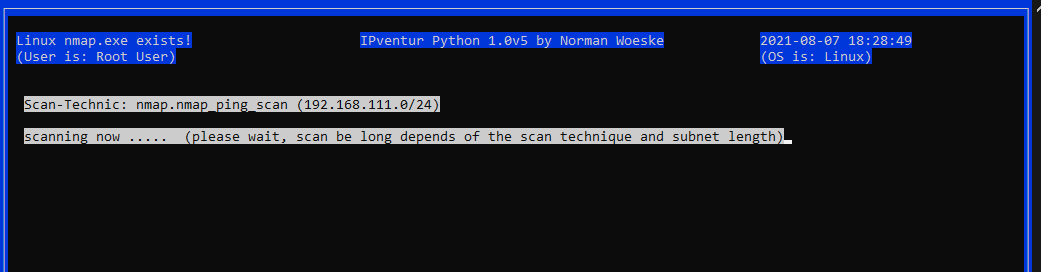 Linux nmap.exe exists! IPventur Python 1.0v5 by Norman Woeske 2021-08-07 18:28:49
(User is: Root User) (OS is: Linux)
Scan-Technic: nmap.nmap_ping_scan (192.168.111.0/24)
scanning now ..... (please wait, scan be long depends of the scan technique and subnet length)